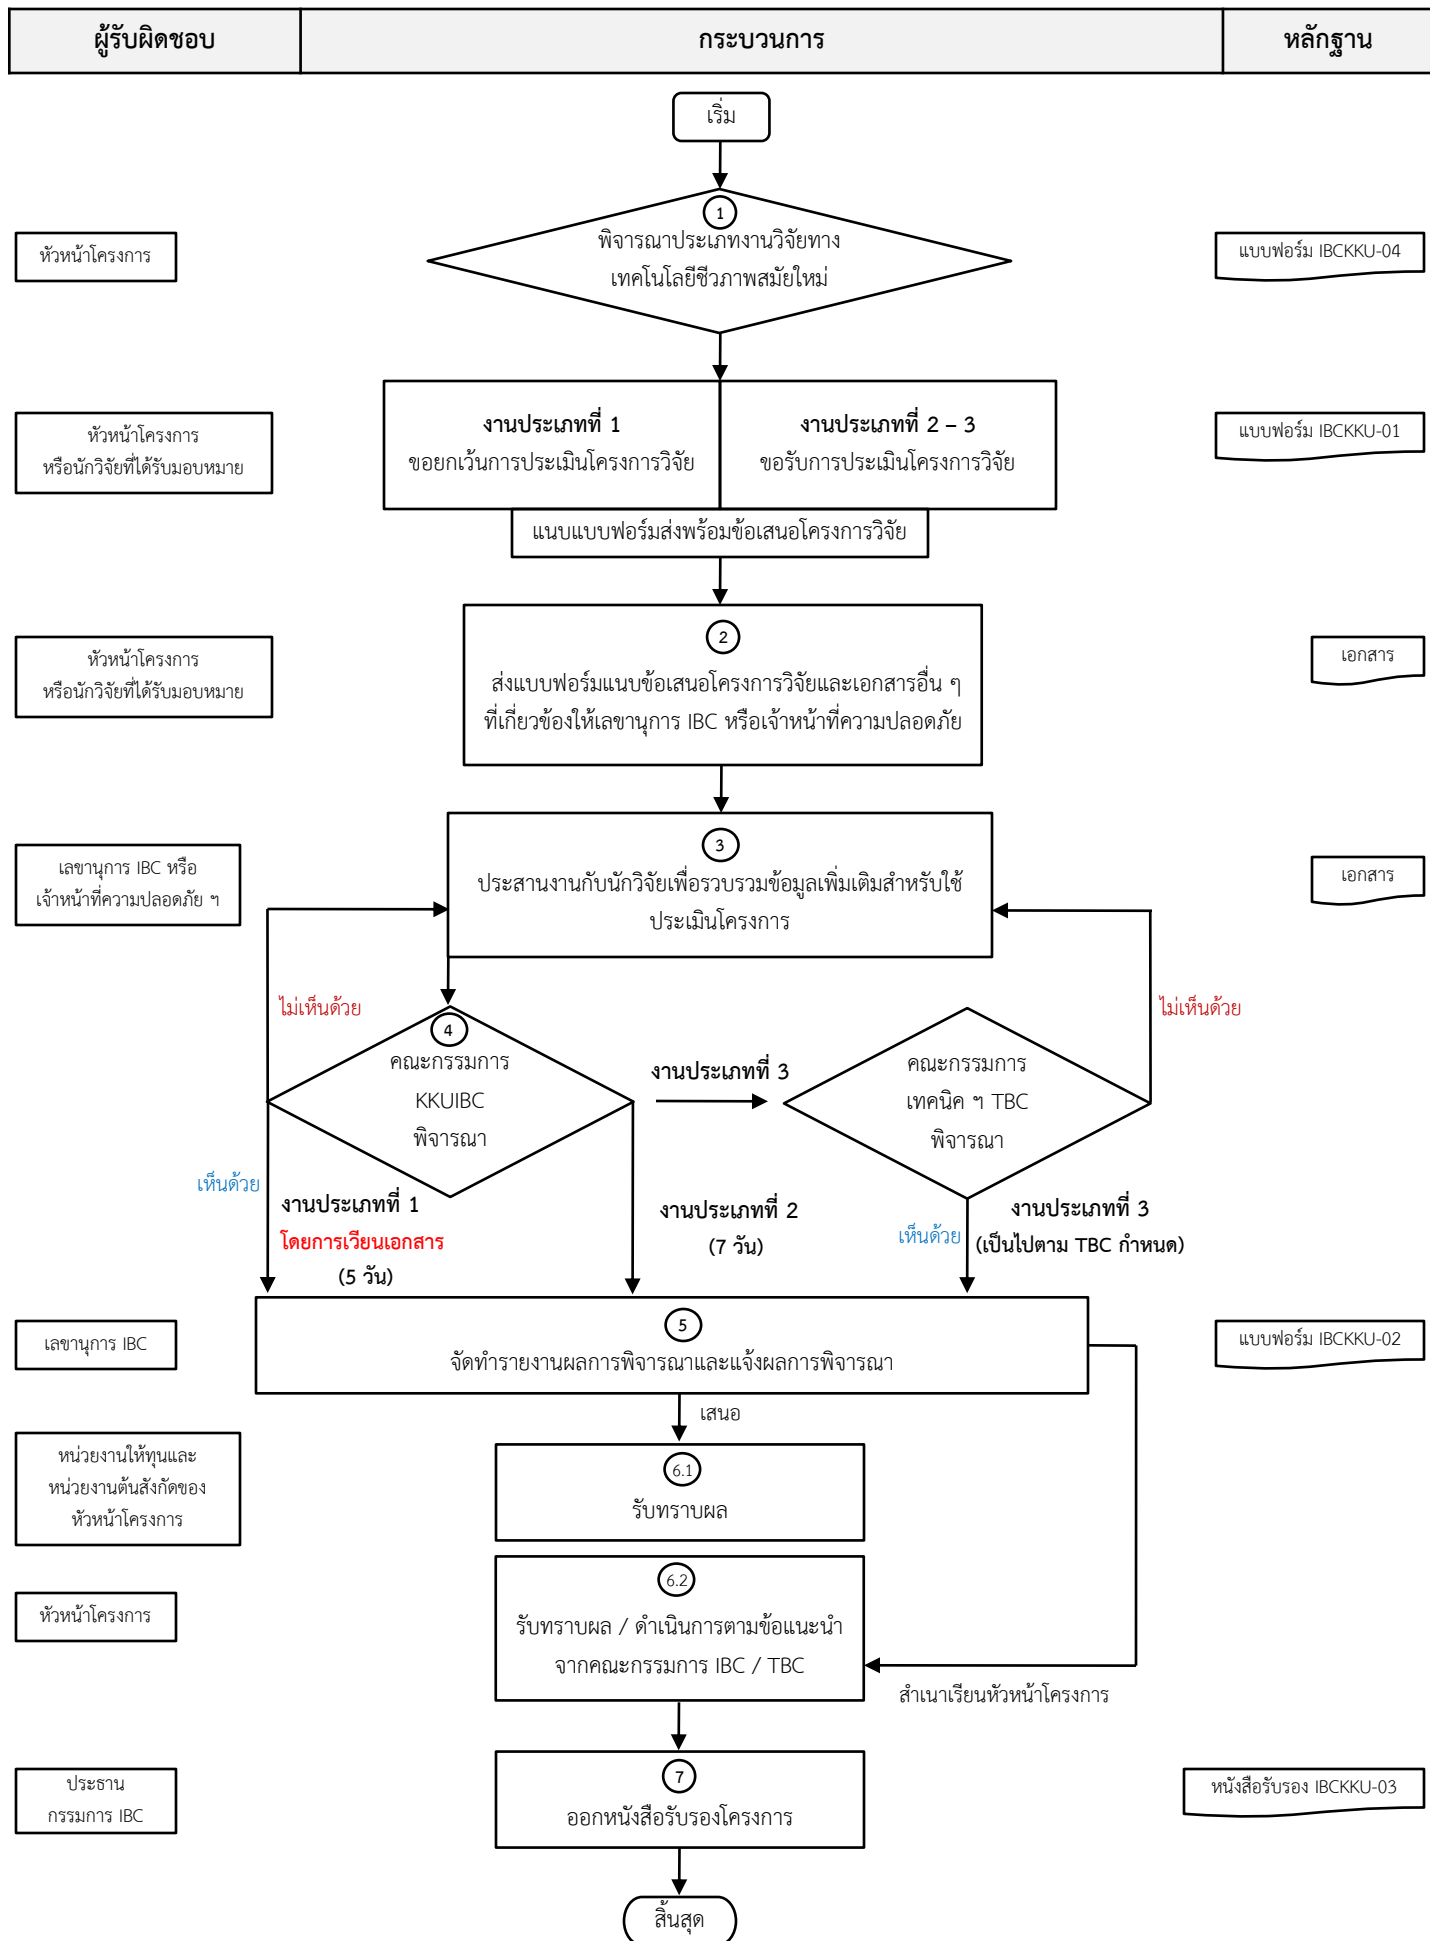 ผู้รับผิดชอบ
กระบวนการ
หลักฐาน
เริ่ม
1
พิจารณาประเภทงานวิจัยทาง
เทคโนโลยีชีวภาพสมัยใหม่
หัวหน้าโครงการ
แบบฟอร์ม IBCKKU-04
หัวหน้าโครงการ
หรือนักวิจัยที่ได้รับมอบหมาย
งานประเภทที่ 1
ขอยกเว้นการประเมินโครงการวิจัย
งานประเภทที่ 2 – 3
ขอรับการประเมินโครงการวิจัย
แบบฟอร์ม IBCKKU-01
แนบแบบฟอร์มส่งพร้อมข้อเสนอโครงการวิจัย
หัวหน้าโครงการ
หรือนักวิจัยที่ได้รับมอบหมาย
2
ส่งแบบฟอร์มแนบข้อเสนอโครงการวิจัยและเอกสารอื่น ๆ
ที่เกี่ยวข้องให้เลขานุการ IBC หรือเจ้าหน้าที่ความปลอดภัย
เอกสาร
เลขานุการ IBC หรือ
เจ้าหน้าที่ความปลอดภัย ฯ
3
ประสานงานกับนักวิจัยเพื่อรวบรวมข้อมูลเพิ่มเติมสำหรับใช้
ประเมินโครงการ
เอกสาร
ไม่เห็นด้วย
ไม่เห็นด้วย
4
คณะกรรมการ
KKUIBC
พิจารณา
งานประเภทที่ 3
คณะกรรมการ
เทคนิค ฯ TBC
พิจารณา
เห็นด้วย
งานประเภทที่ 1
โดยการเวียนเอกสาร
(5 วัน)
งานประเภทที่ 2
(7 วัน)
เห็นด้วย
งานประเภทที่ 3
(เป็นไปตาม TBC กำหนด)
เลขานุการ IBC
5
จัดทำรายงานผลการพิจารณาและแจ้งผลการพิจารณา
แบบฟอร์ม IBCKKU-02
เสนอ
หน่วยงานให้ทุนและ
หน่วยงานต้นสังกัดของ
หัวหน้าโครงการ
6.1
รับทราบผล
หัวหน้าโครงการ
6.2
รับทราบผล / ดำเนินการตามข้อแนะนำ
จากคณะกรรมการ IBC / TBC
สำเนาเรียนหัวหน้าโครงการ
ประธาน
กรรมการ IBC
7
ออกหนังสือรับรองโครงการ
หนังสือรับรอง IBCKKU-03
สิ้นสุด